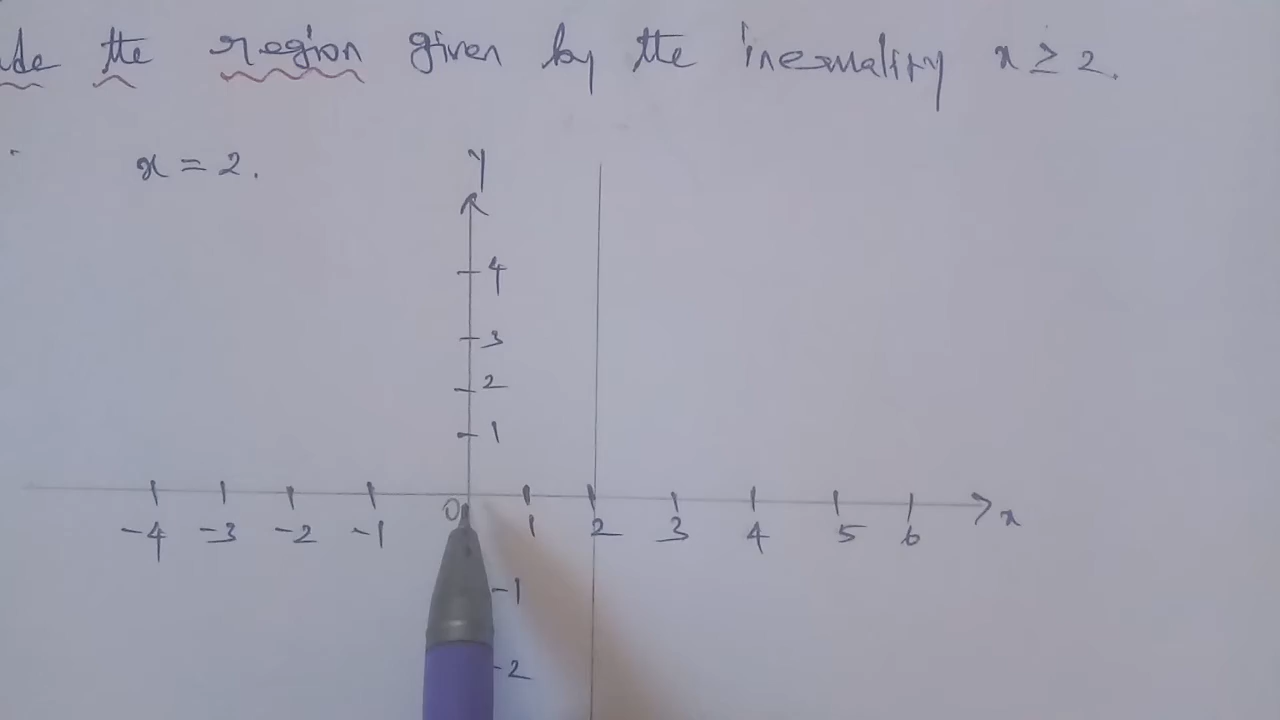 the region given by the inequality x ≥ 2.
x = 2.
y
4
3
2
1
0
-4 -3 -2 -1 1 2 3 4 5 6 x
-1
-2